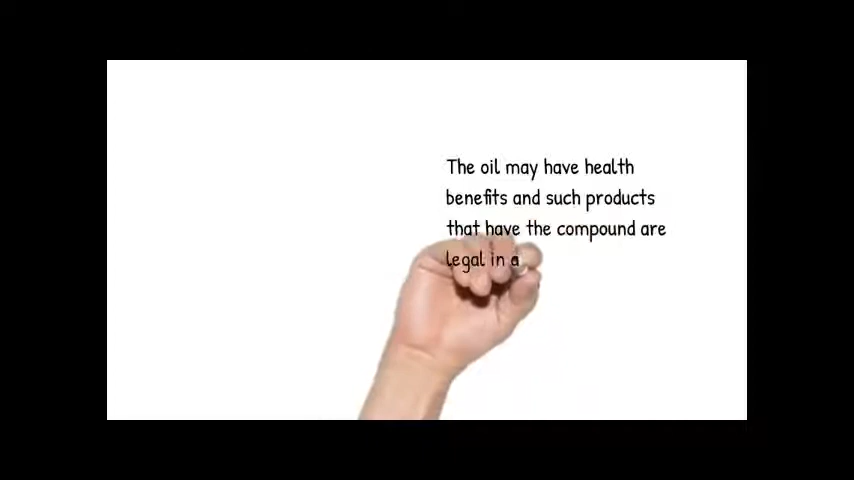 The oil may have health
benefits and such products
that have the compound are
legal in a